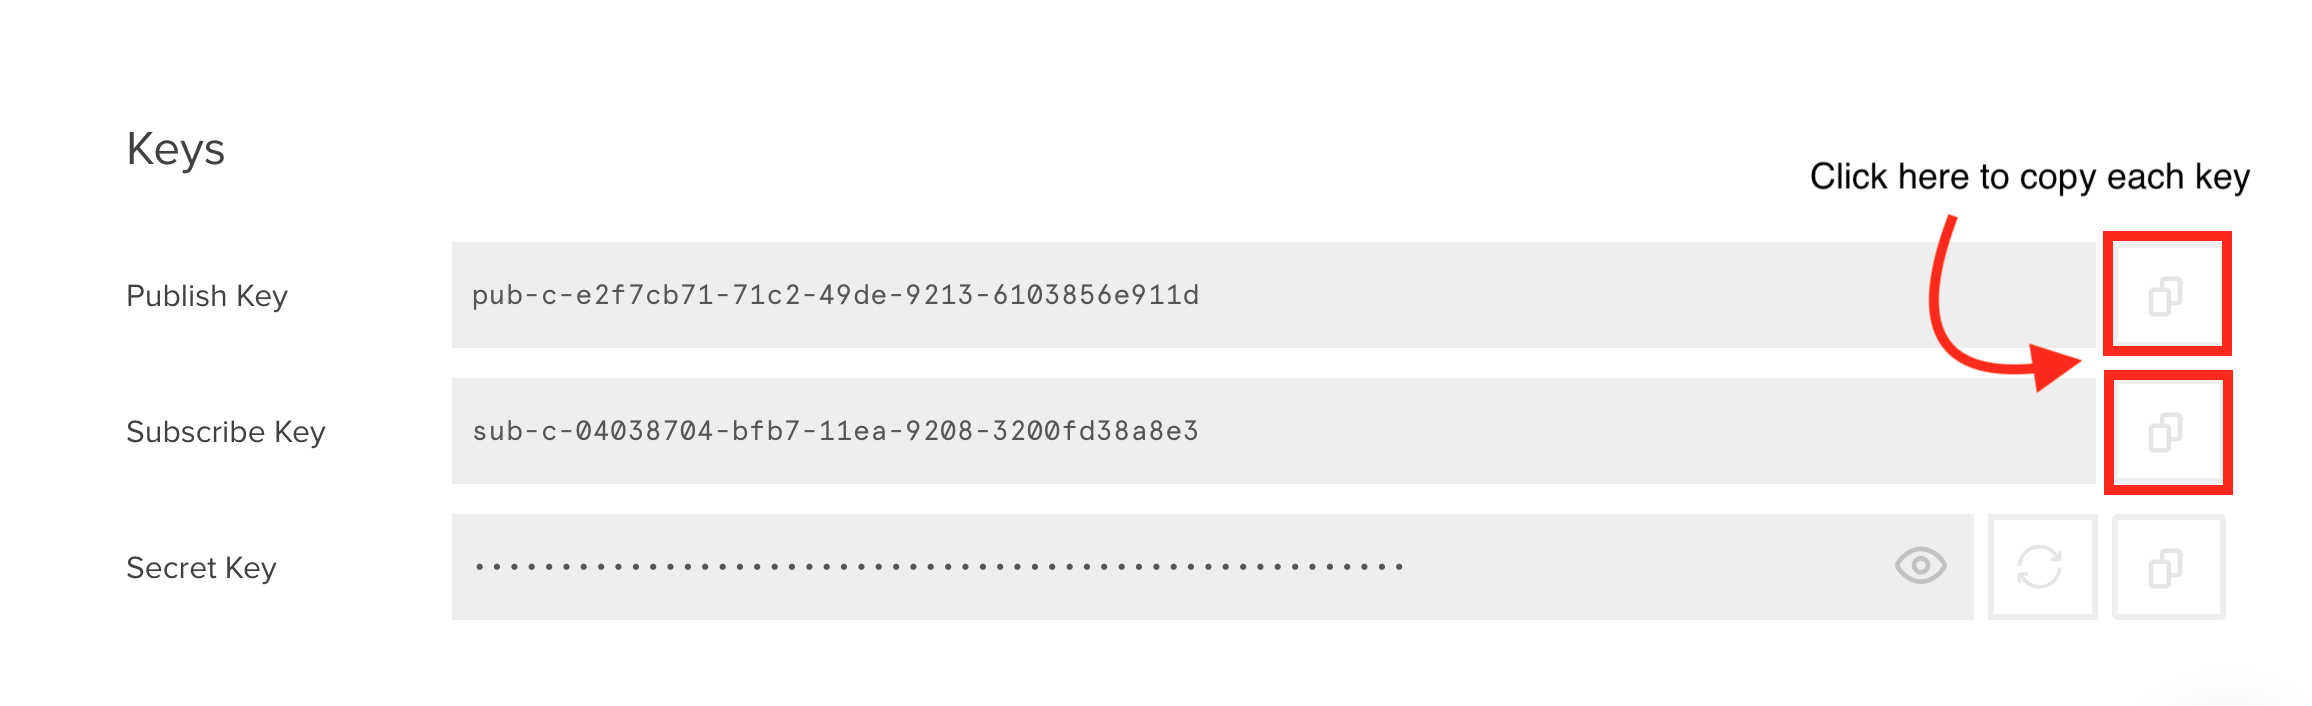 Keys
Click here to copy each key
Publish Key
pub-c-e2f7cb71-71c2-49de-9213-6103856e911d
Subscribe Key
sub-c-04038704-bfb7-11ea-9208-3200fd38a8e3
Secret Key
••••••••••••••••••••••••••••••••••••••••••••••••••••••